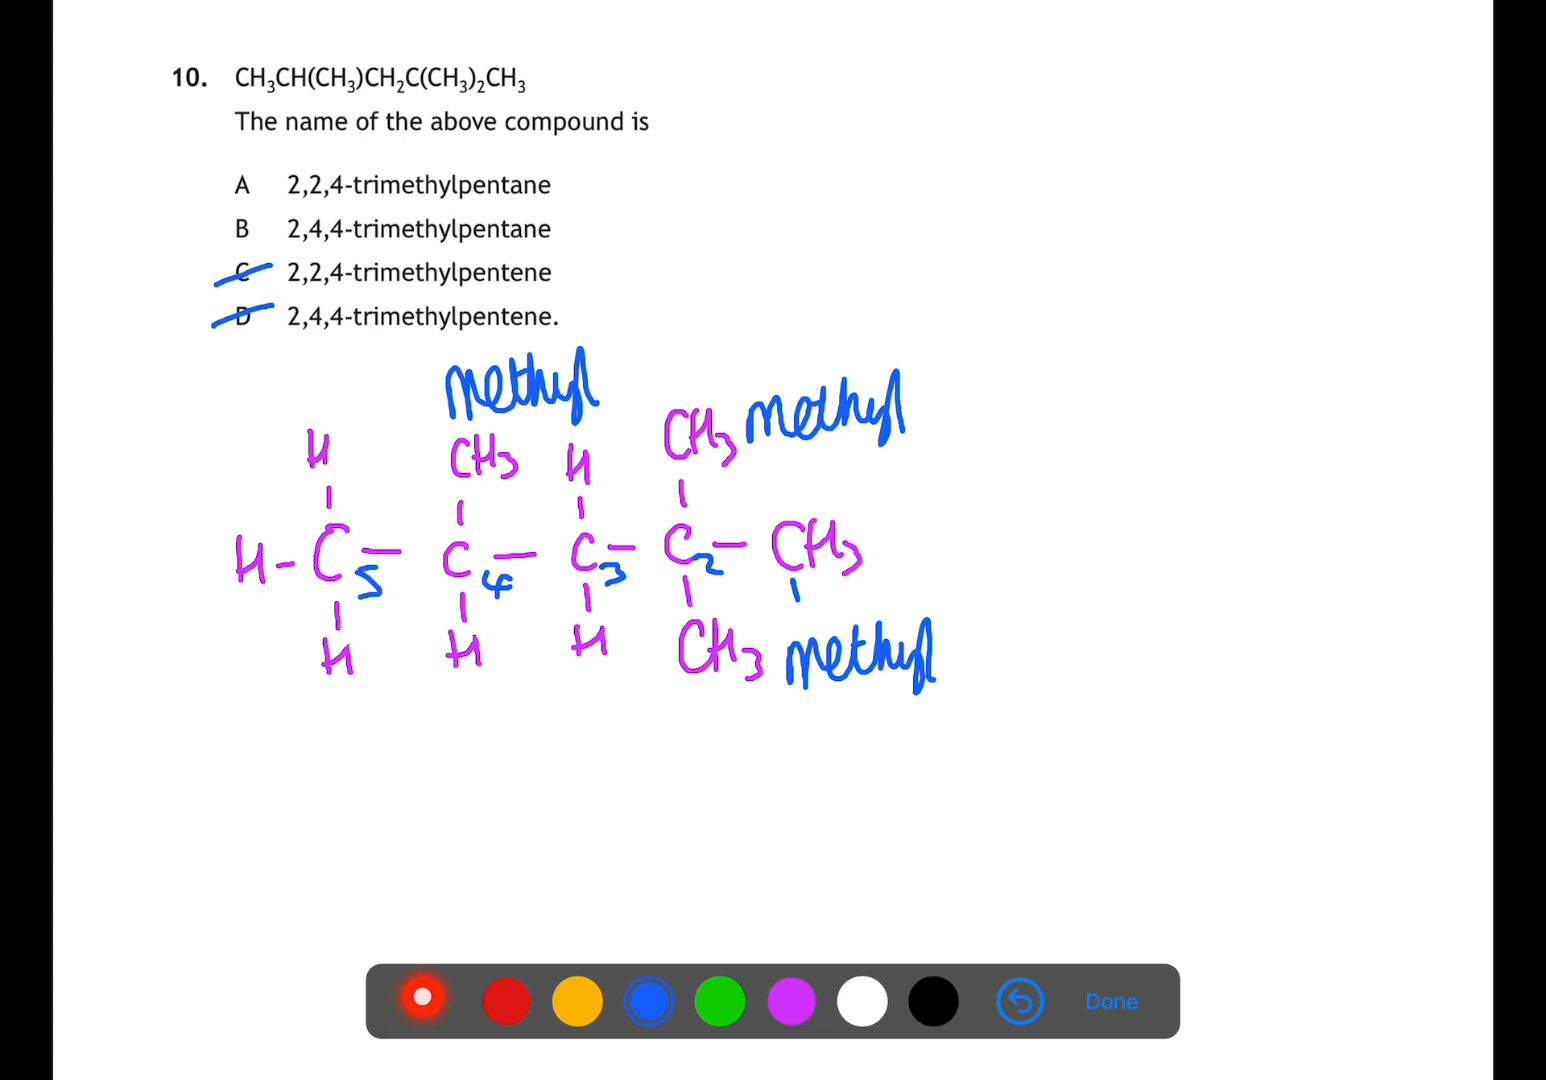 10. CH₃CH(CH₃)CH₂C(CH₃)₂CH₃
The name of the above compound is
A 2,2,4-trimethylpentane
B 2,4,4-trimethylpentane
C 2,2,4-trimethylpentene
D 2,4,4-trimethylpentene.
methyl methyl
H CH₃ H CH₃
H-C5-C4-C3-C2-CH₃
1
H H H CH₃ methyl
Done